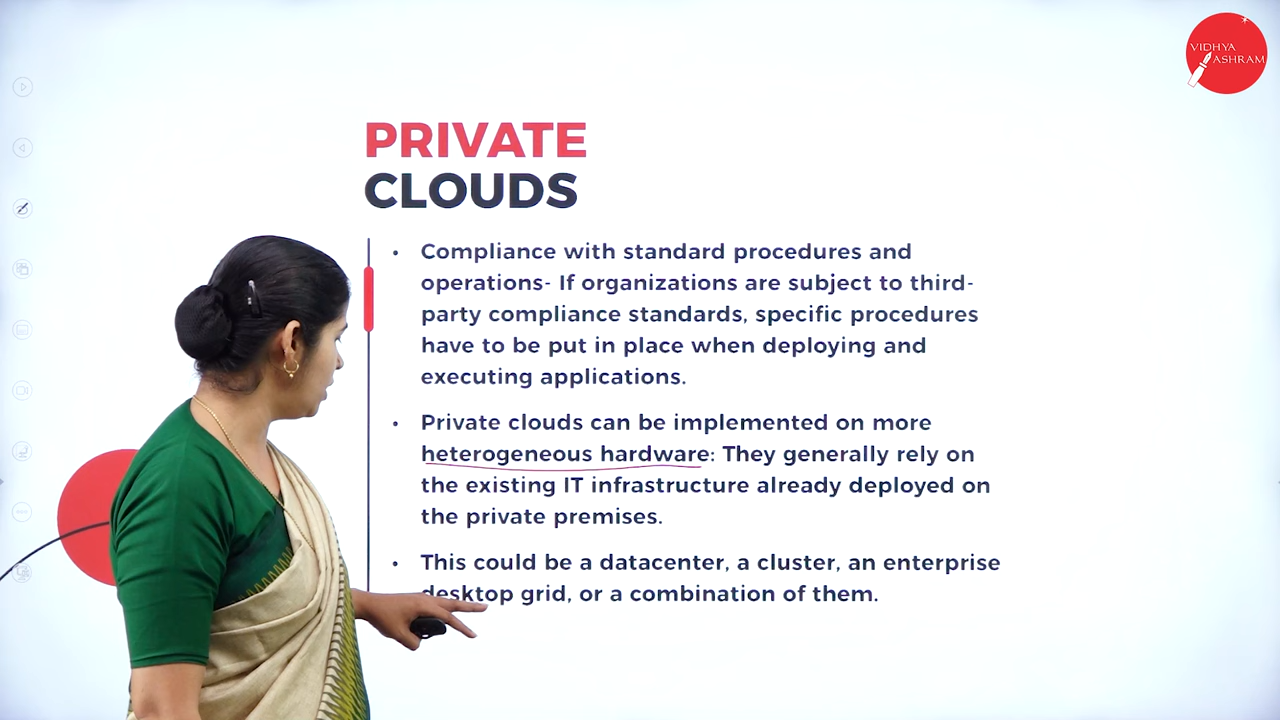 VIDHYA
ASHRAM
PRIVATE
CLOUDS
• Compliance with standard procedures and
operations- If organizations are subject to third-
party compliance standards, specific procedures
have to be put in place when deploying and
executing applications.
• Private clouds can be implemented on more
heterogeneous hardware: They generally rely on
the existing IT infrastructure already deployed on
the private premises.
• This could be a datacenter, a cluster, an enterprise
desktop grid, or a combination of them.